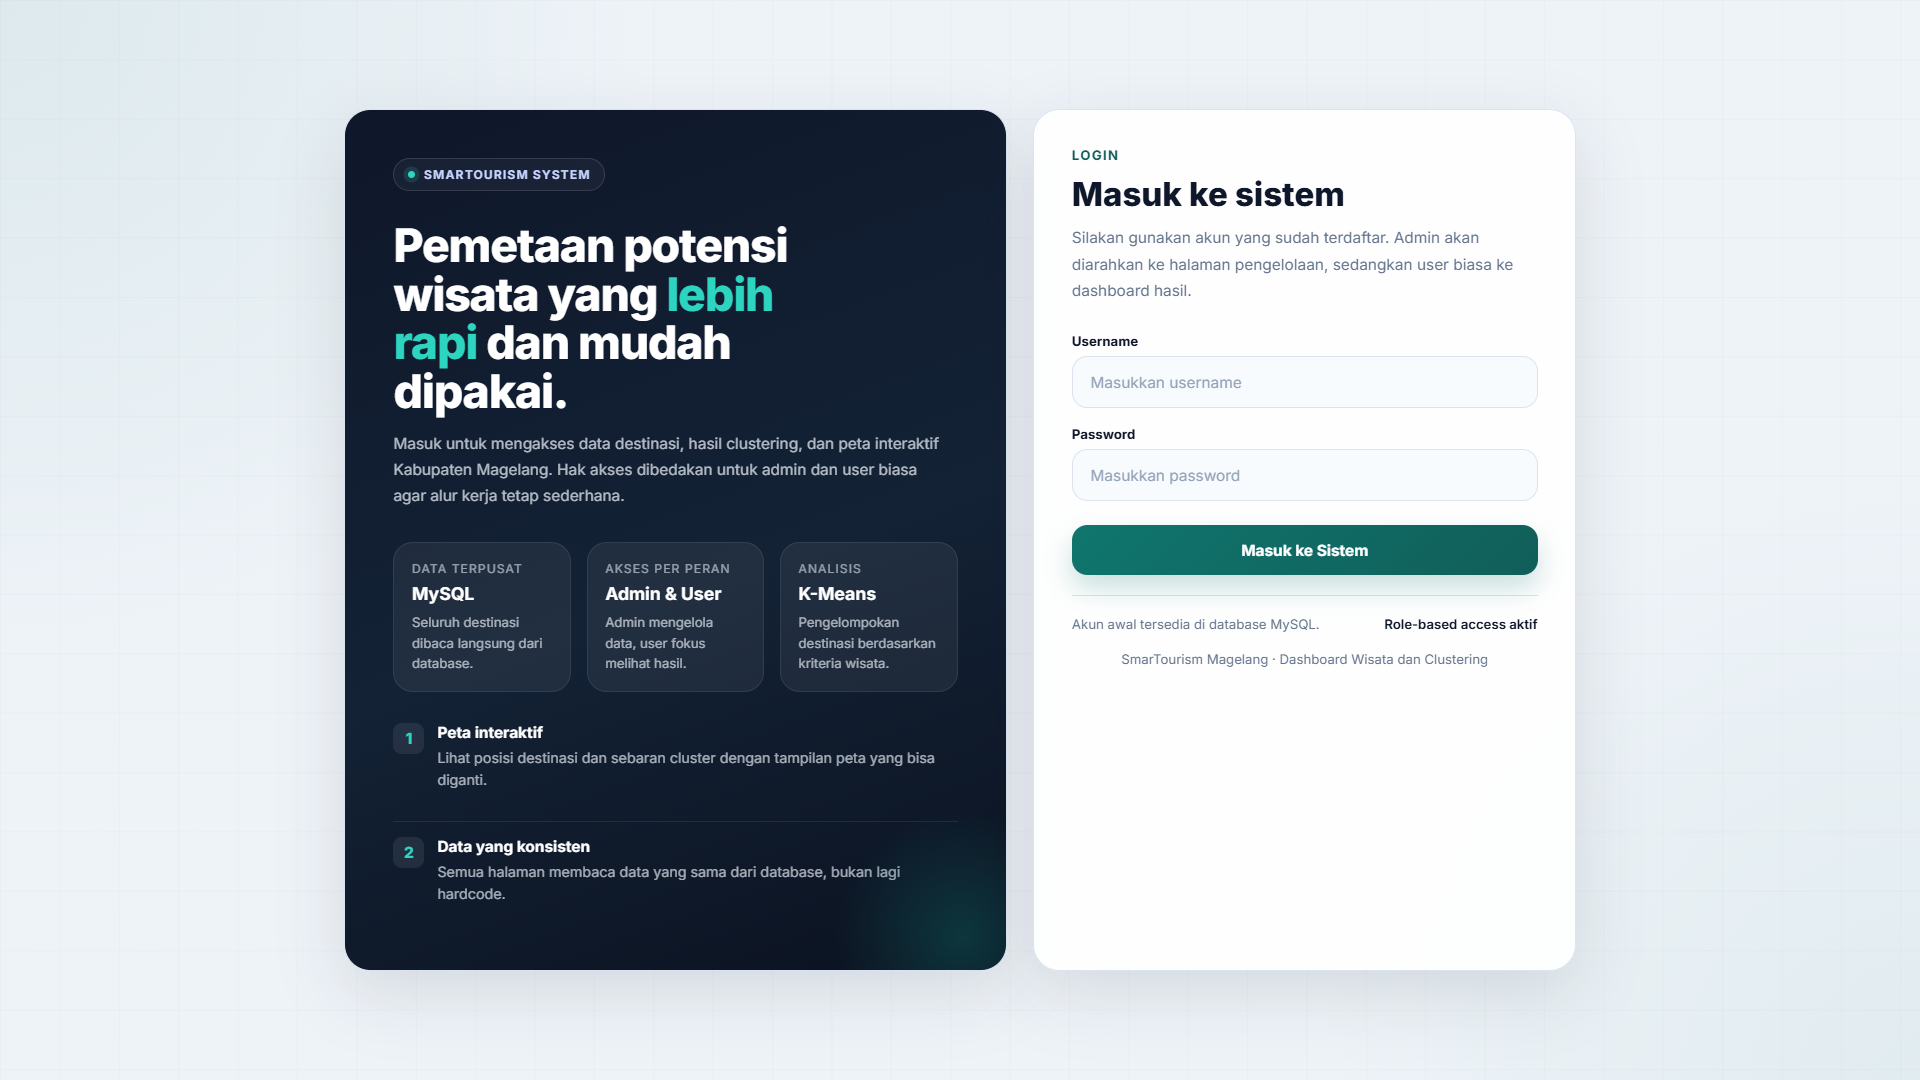 SMARTOURISM SYSTEM
Pemetaan potensi
wisata yang lebih
rapi dan mudah
dipakai.
Masuk untuk mengakses data destinasi, hasil clustering, dan peta interaktif
Kabupaten Magelang. Hak akses dibedakan untuk admin dan user biasa
agar alur kerja tetap sederhana.
DATA TERPUSAT
MySQL
Seluruh destinasi
dibaca langsung dari
database.
AKSES PER PERAN
Admin & User
Admin mengelola
data, user fokus
melihat hasil.
ANALISIS
K-Means
Pengelompokan
destinasi berdasarkan
kriteria wisata.
1
Peta interaktif
Lihat posisi destinasi dan sebaran cluster dengan tampilan peta yang bisa
diganti.
2
Data yang konsisten
Semua halaman membaca data yang sama dari database, bukan lagi
hardcode.
LOGIN
Masuk ke sistem
Silakan gunakan akun yang sudah terdaftar. Admin akan
diarahkan ke halaman pengelolaan, sedangkan user biasa ke
dashboard hasil.
Username
Masukkan username
Password
Masukkan password
Masuk ke Sistem
Akun awal tersedia di database MySQL.
Role-based access aktif
SmarTourism Magelang · Dashboard Wisata dan Clustering